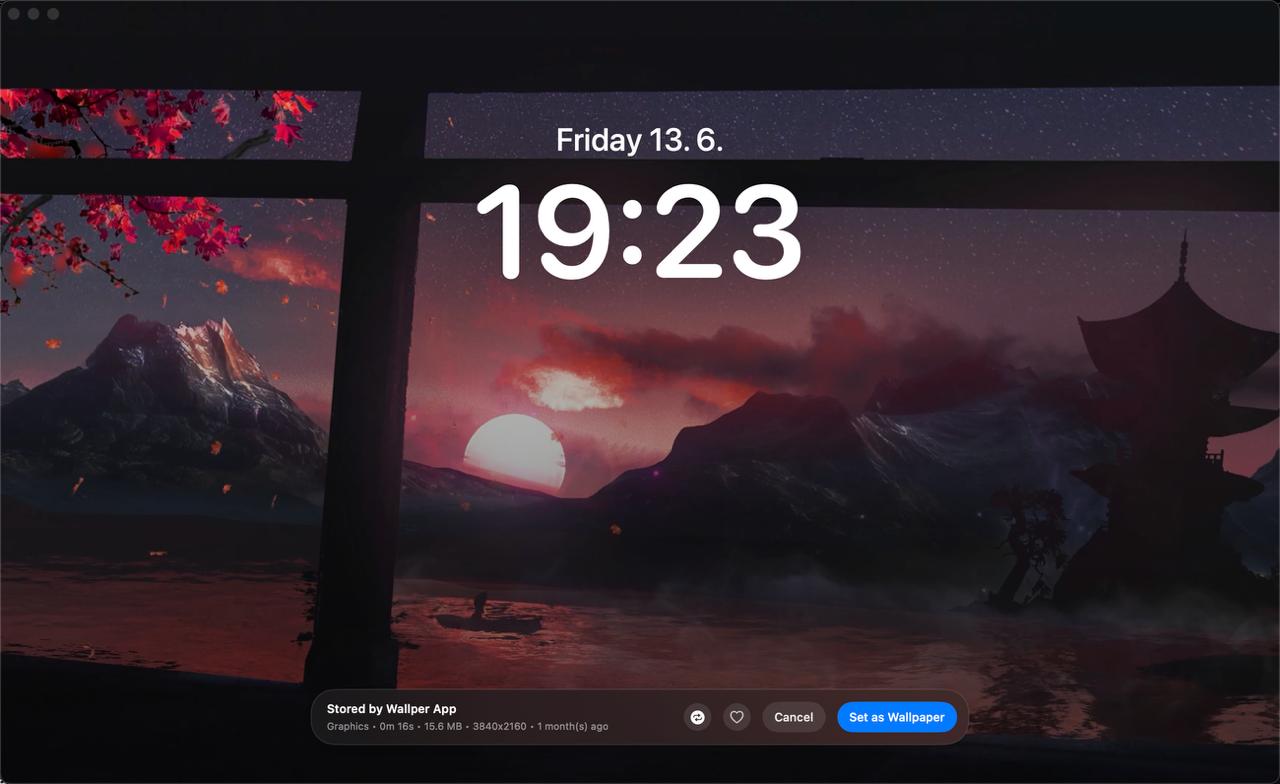 Friday 13. 6.
19:23
Stored by Wallper App
Graphics • 0m 16s • 15.6 MB • 3840x2160 • 1 month(s) ago
Cancel
Set as Wallpaper